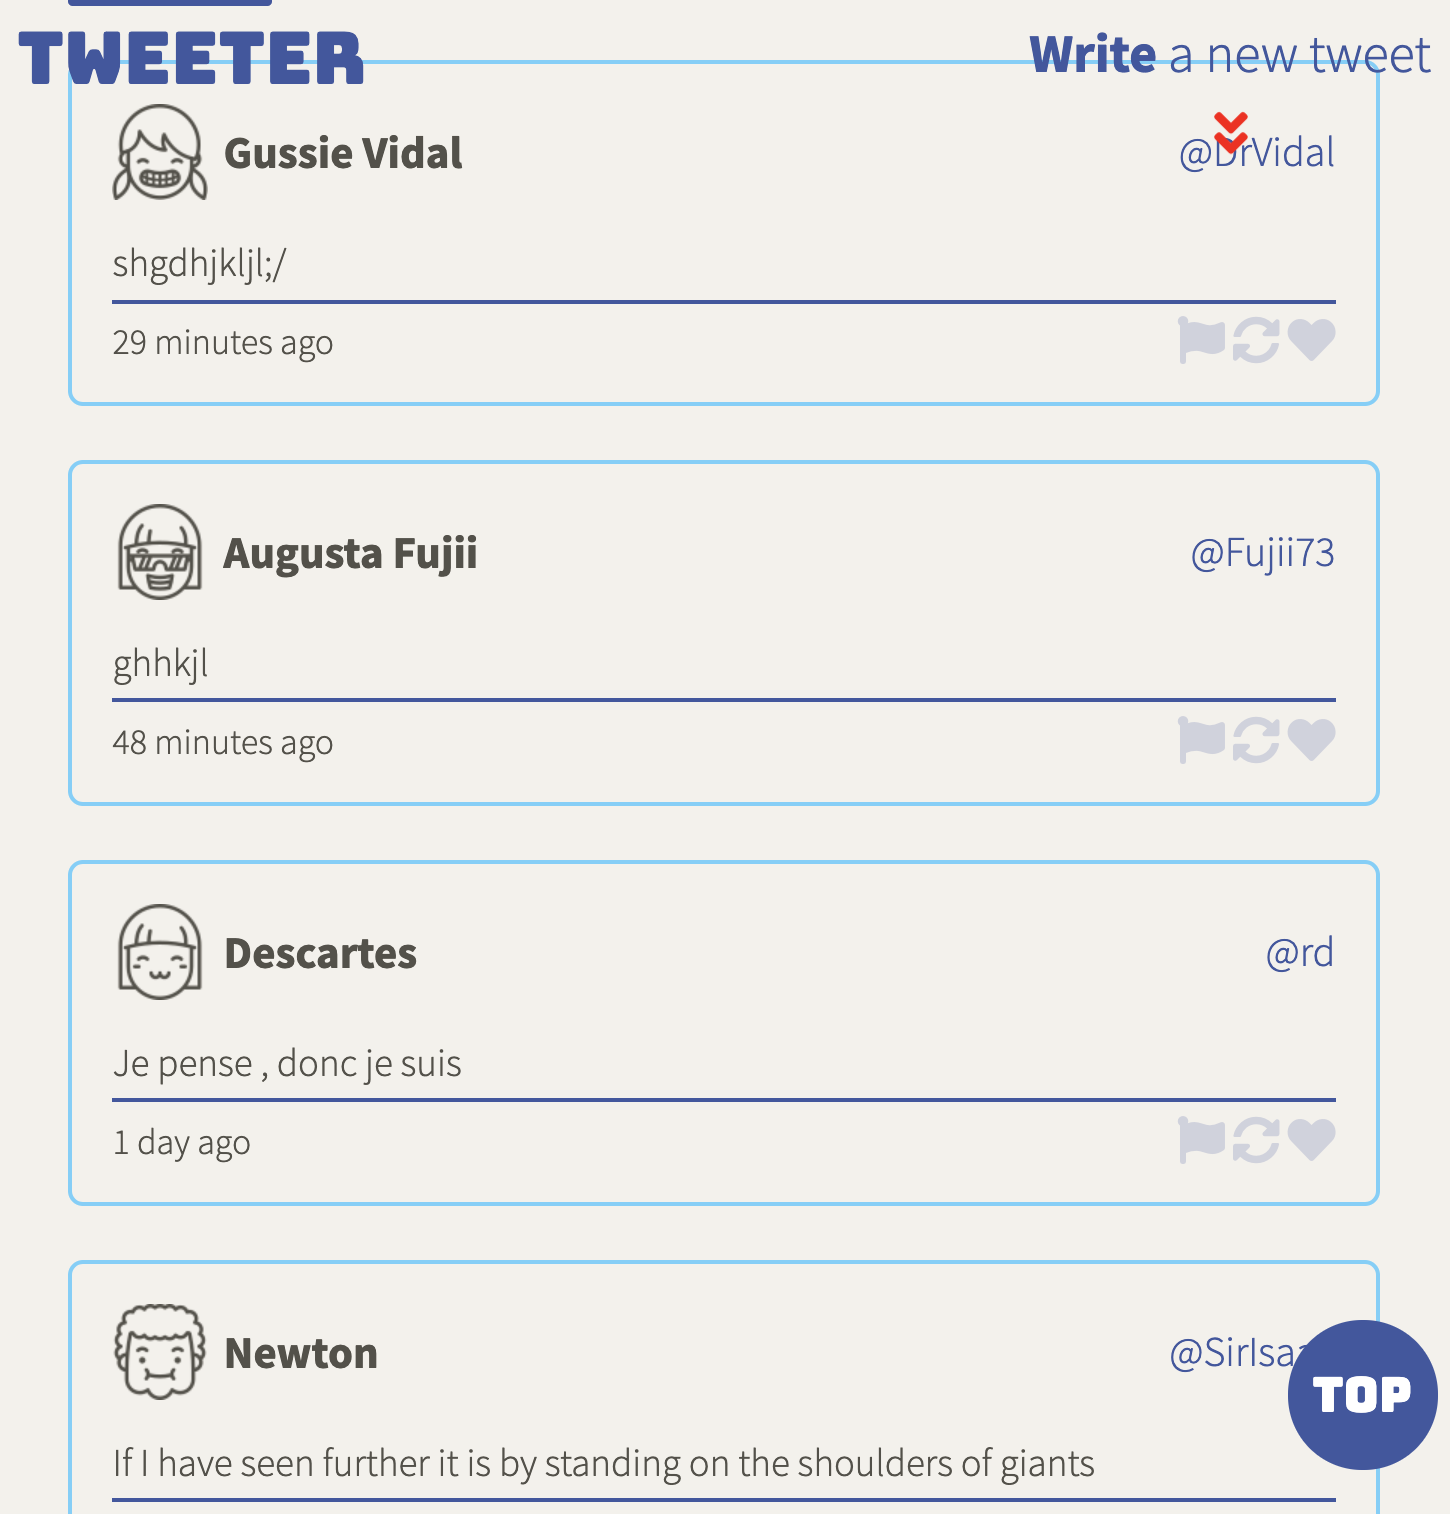 TWEETER
Write a new tweet
Gussie Vidal
@DrVidal
shgdhjkljl;/
29 minutes ago
Augusta Fujii
@Fujii73
ghhkjl
48 minutes ago
Descartes
@rd
Je pense , donc je suis
1 day ago
Newton
TOP
If I have seen further it is by standing on the shoulders of giants